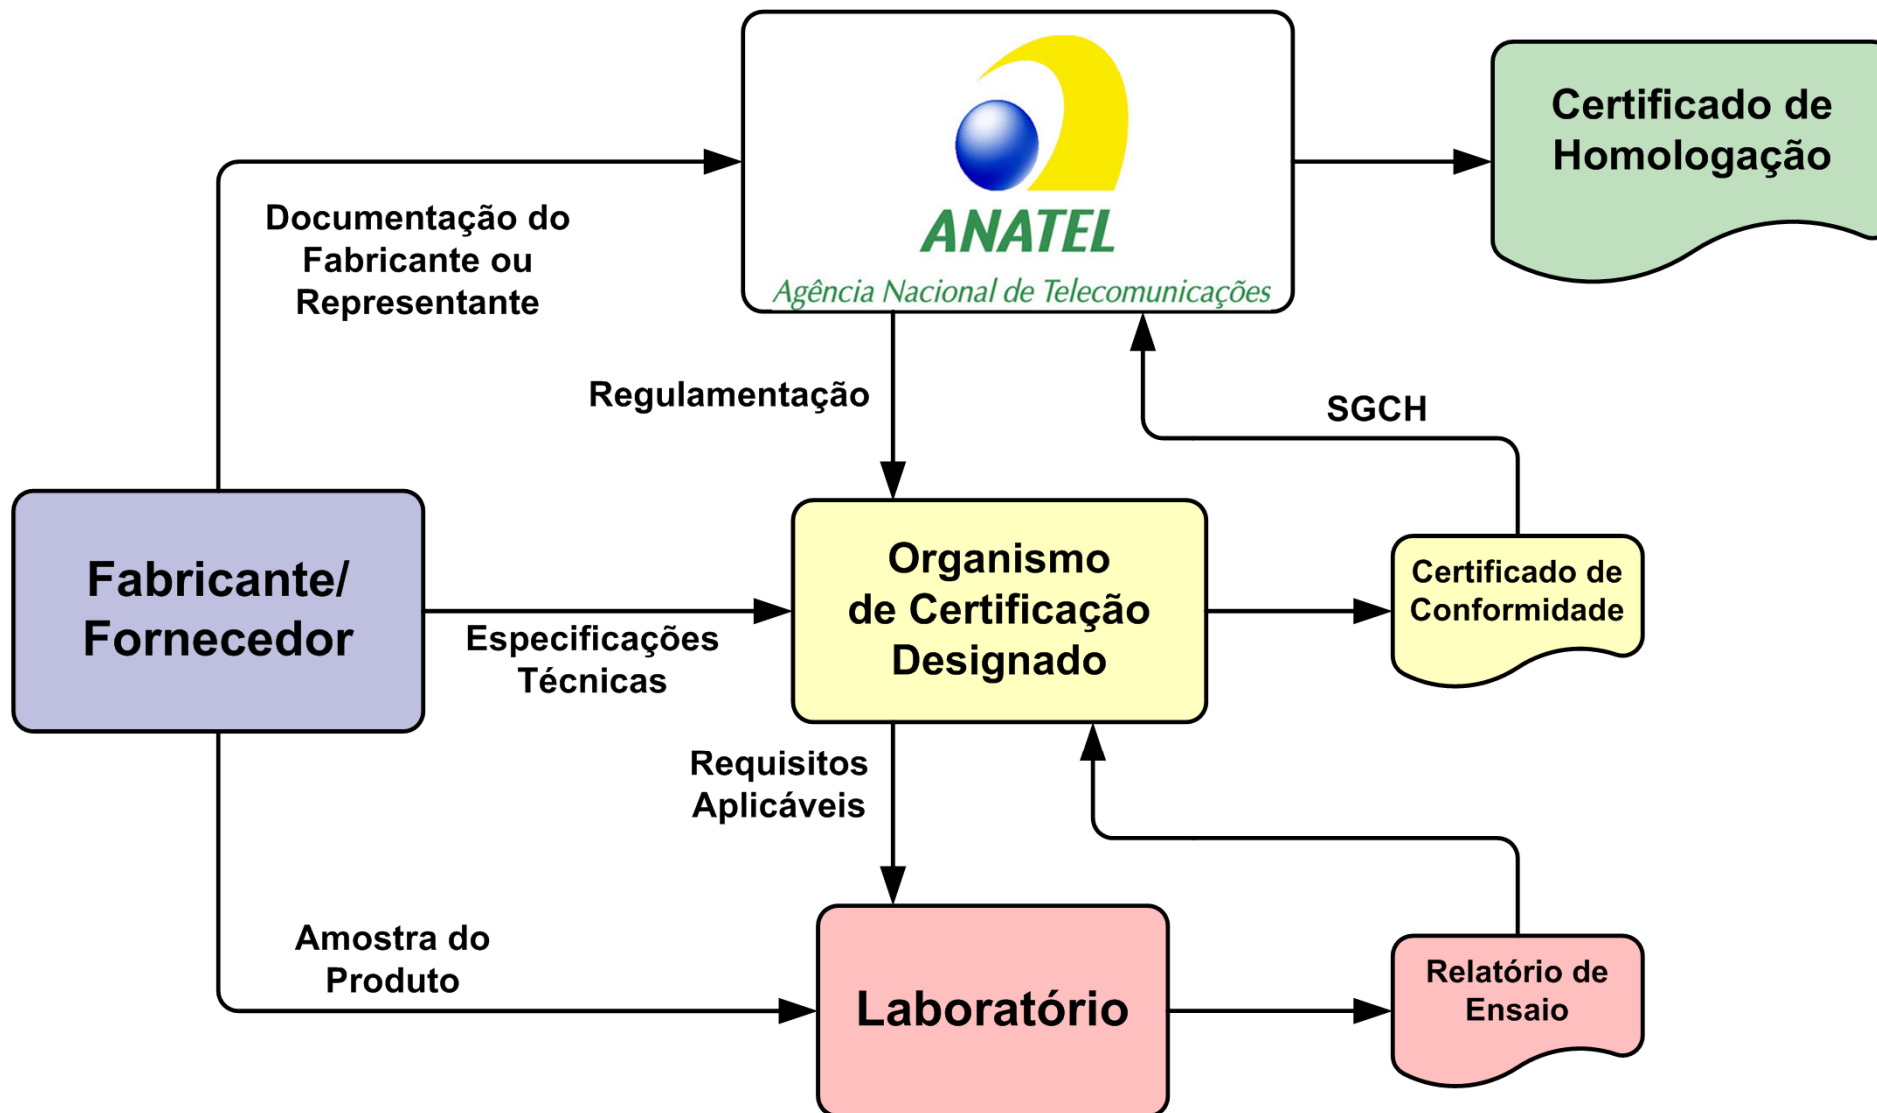 ANATEL
Agência Nacional de Telecomunicações
Certificado de
Homologação
Documentação do
Fabricante ou
Representante
Regulamentação
SGCH
Fabricante/
Fornecedor
Especificações
Técnicas
Organismo
de Certificação
Designado
Certificado de
Conformidade
Requisitos
Aplicáveis
Amostra do
Produto
Laboratório
Relatório de
Ensaio